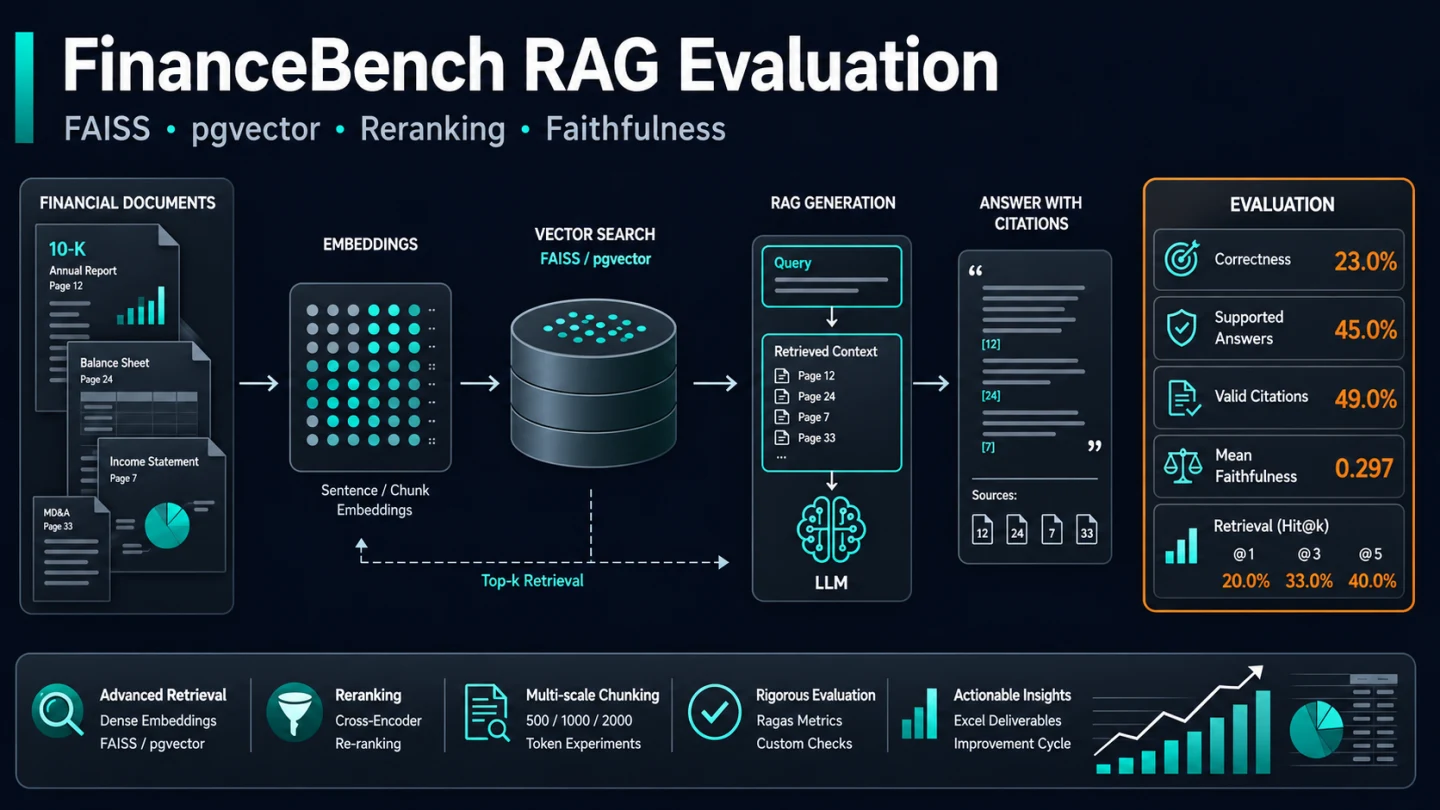 FinanceBench RAG Evaluation
FAISS • pgvector • Reranking • Faithfulness
FINANCIAL DOCUMENTS
10-K
Annual Report
Page 12
Balance Sheet
Page 24
Income Statement
Page 7
MD&A
Page 33
EMBEDDINGS
Sentence / Chunk
Embeddings
VECTOR SEARCH
FAISS / pgvector
Top-k Retrieval
RAG GENERATION
Query
Retrieved Context
Page 12
Page 24
Page 7
Page 33
...
LLM
ANSWER WITH
CITATIONS
“
[12]
[24]
[7]
”
Sources:
12 24 7 33
EVALUATION
Correctness 23.0%
Supported
Answers 45.0%
Valid Citations 49.0%
Mean
Faithfulness 0.297
Retrieval (Hit@k)
@1 @3 @5
20.0% 33.0% 40.0%
Advanced Retrieval
Dense Embeddings
FAISS / pgvector
Reranking
Cross-Encoder
Re-ranking
Multi-scale Chunking
500 / 1000 / 2000
Token Experiments
Rigorous Evaluation
Ragas Metrics
Custom Checks
Actionable Insights
Excel Deliverables
Improvement Cycle